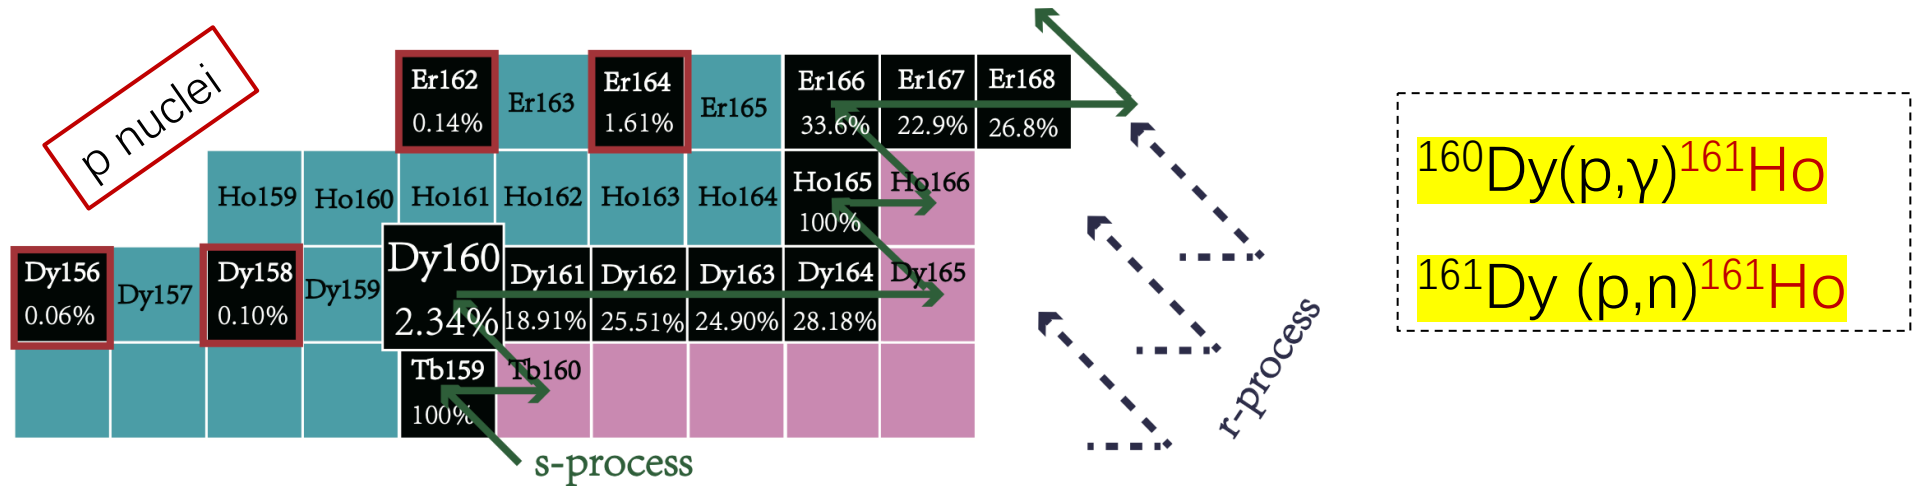 p nuclei
Er162
0.14%
Er163
Er164
1.61%
Er165
Er166
33.6%
Er167
22.9%
Er168
26.8%
Ho159
Ho160
Ho161
Ho162
Ho163
Ho164
Ho165
100%
Ho166
Dy156
0.06%
Dy157
Dy158
0.10%
Dy159
Dy160
2.34%
Dy161
18.91%
Dy162
25.51%
Dy163
24.90%
Dy164
28.18%
Dy165
Tb159
100%
Tb160
s-process
r-process
¹⁶⁰Dy(p,γ)¹⁶¹Ho
¹⁶¹Dy (p,n)¹⁶¹Ho